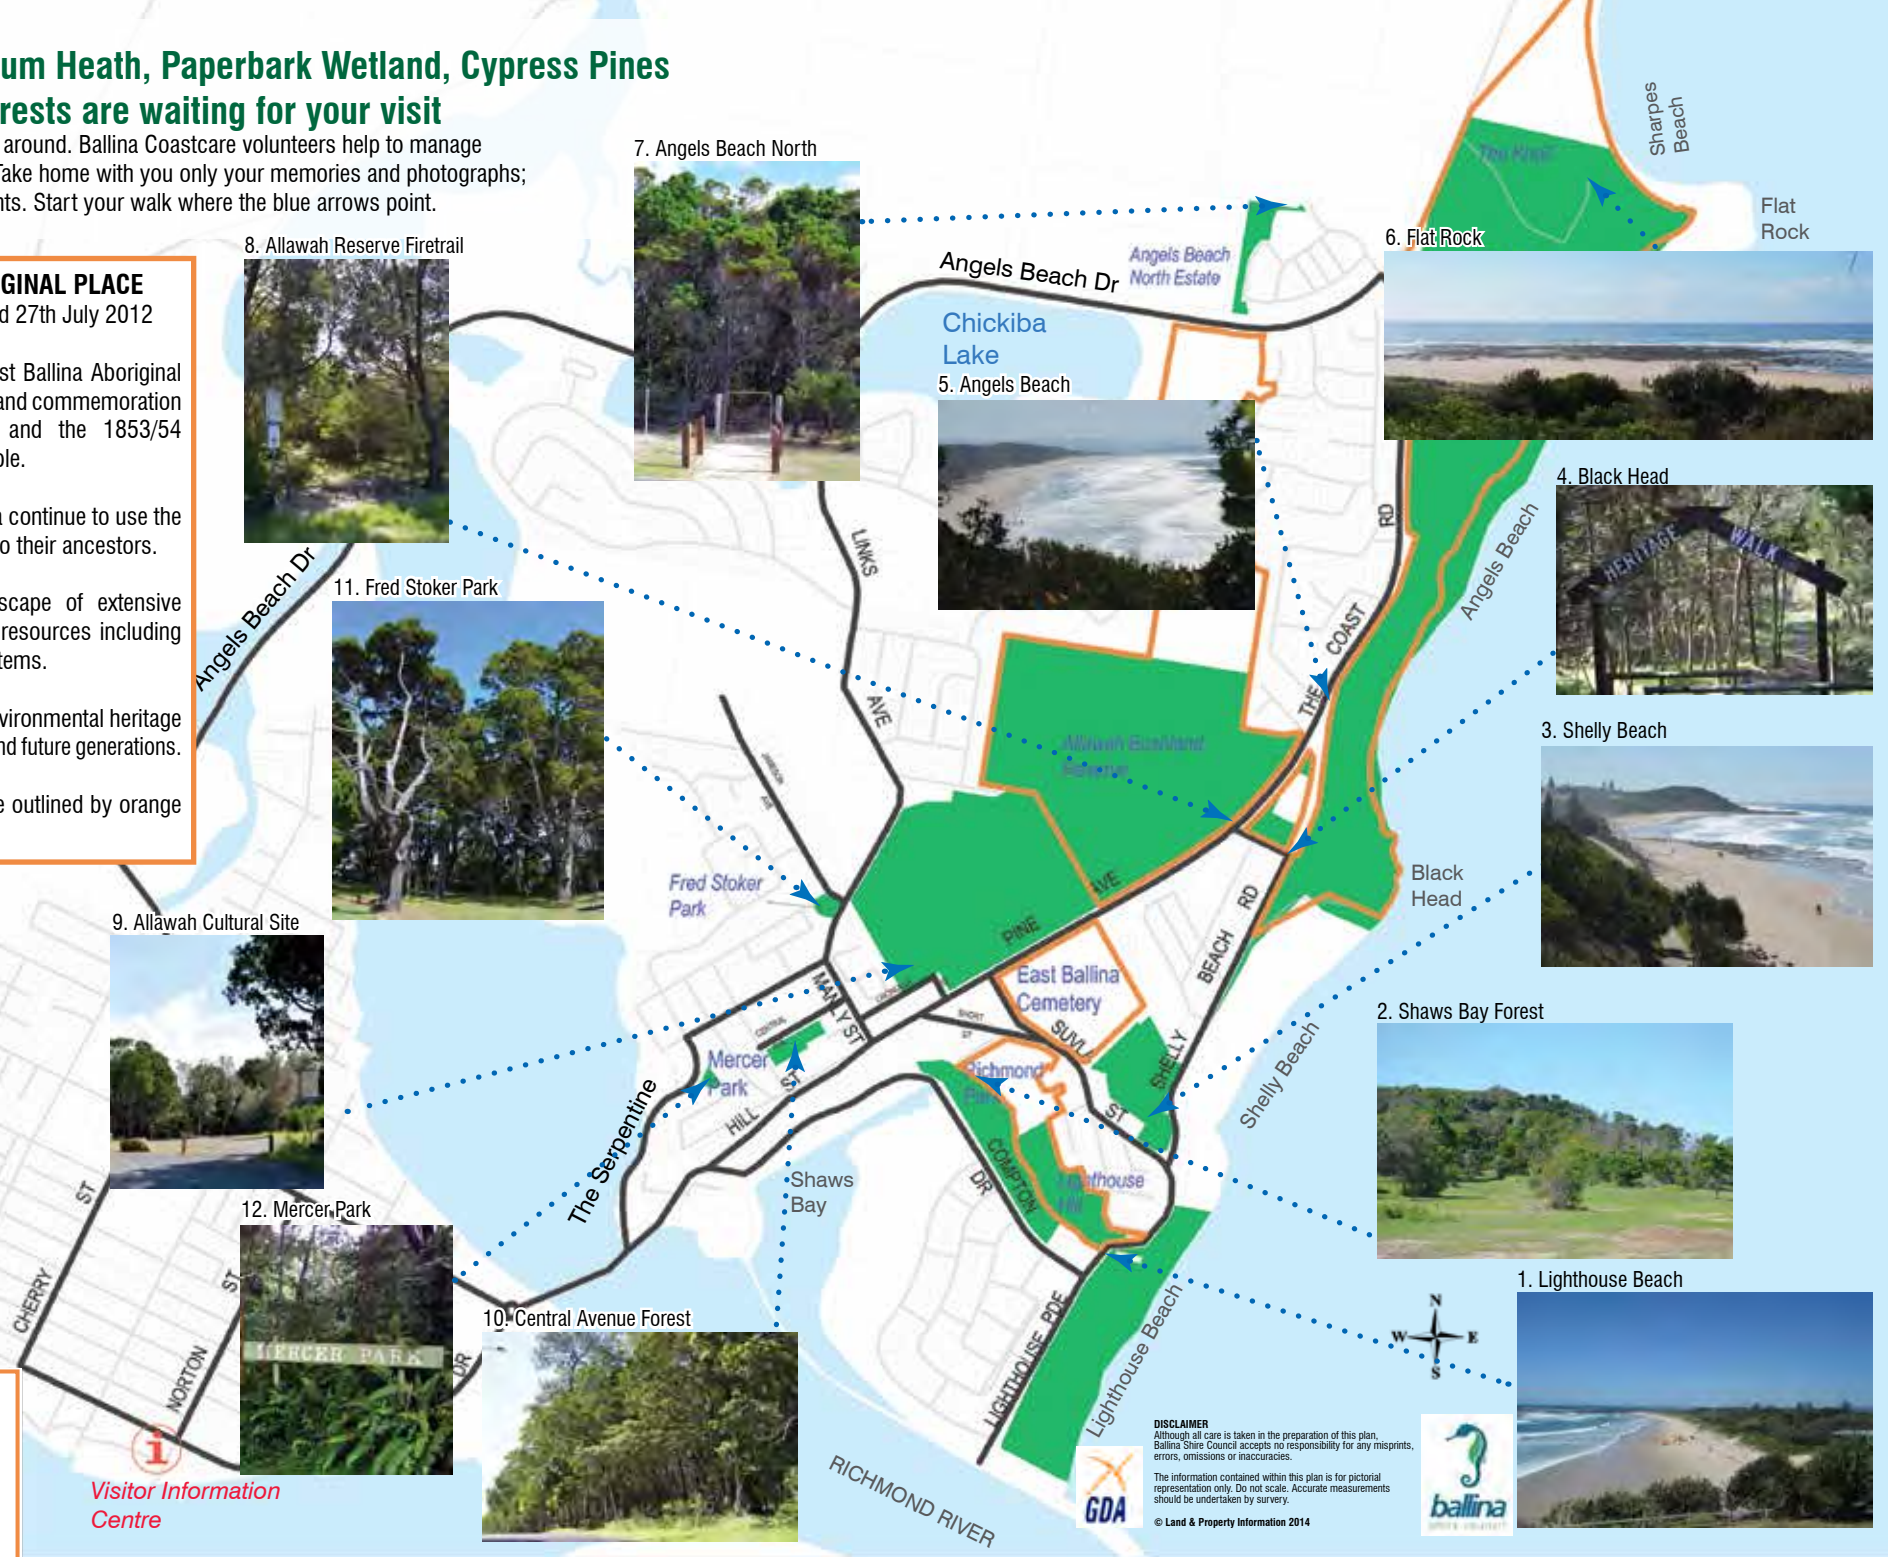 um Heath, Paperbark Wetland, Cypress Pines
rests are waiting for your visit
around. Ballina Coastcare volunteers help to manage
Take home with you only your memories and photographs;
nts. Start your walk where the blue arrows point.
GINAL PLACE
d 27th July 2012
st Ballina Aboriginal
and commemoration
and the 1853/54
ple.
a continue to use the
o their ancestors.
scape of extensive
resources including
tems.
vironmental heritage
nd future generations.
e outlined by orange
7. Angels Beach North
8. Allawah Reserve Firetrail
11. Fred Stoker Park
9. Allawah Cultural Site
12. Mercer Park
MERCER PARK
10. Central Avenue Forest
5. Angels Beach
6. Flat Rock
4. Black Head
HERITAGE WALK
3. Shelly Beach
2. Shaws Bay Forest
1. Lighthouse Beach
Sharpes
Beach
Flat
Rock
Angels Beach
North Estate
Angels Beach Dr
Chickiba
Lake
Angels Beach Dr
LINKS
AVE
THE COAST RD
Angels Beach
Allawah Bushland
Reserve
Fred Stoker
Park
Black
Head
PINE AVE
BEACH RD
SHELLY
East Ballina
Cemetery
MANLY ST
CENTRAL
SHORT
ST
SUVLA
ST
Mercer
Park
HILL ST
The Serpentine
Richmond
Park
COMPTON
DR
Lighthouse
Hill
Shaws
Bay
Shelly Beach
Lighthouse Beach
LIGHTHOUSE PDE
CHERRY
ST
NORTON
ST
DR
i
Visitor Information
Centre
RICHMOND RIVER
N
W E
S
GDA
DISCLAIMER
Although all care is taken in the preparation of this plan,
Ballina Shire Council accepts no responsibility for any misprints,
errors, omissions or inaccuracies.
The information contained within this plan is for pictorial
representation only. Do not scale. Accurate measurements
should be undertaken by survery.
© Land & Property Information 2014
ballina